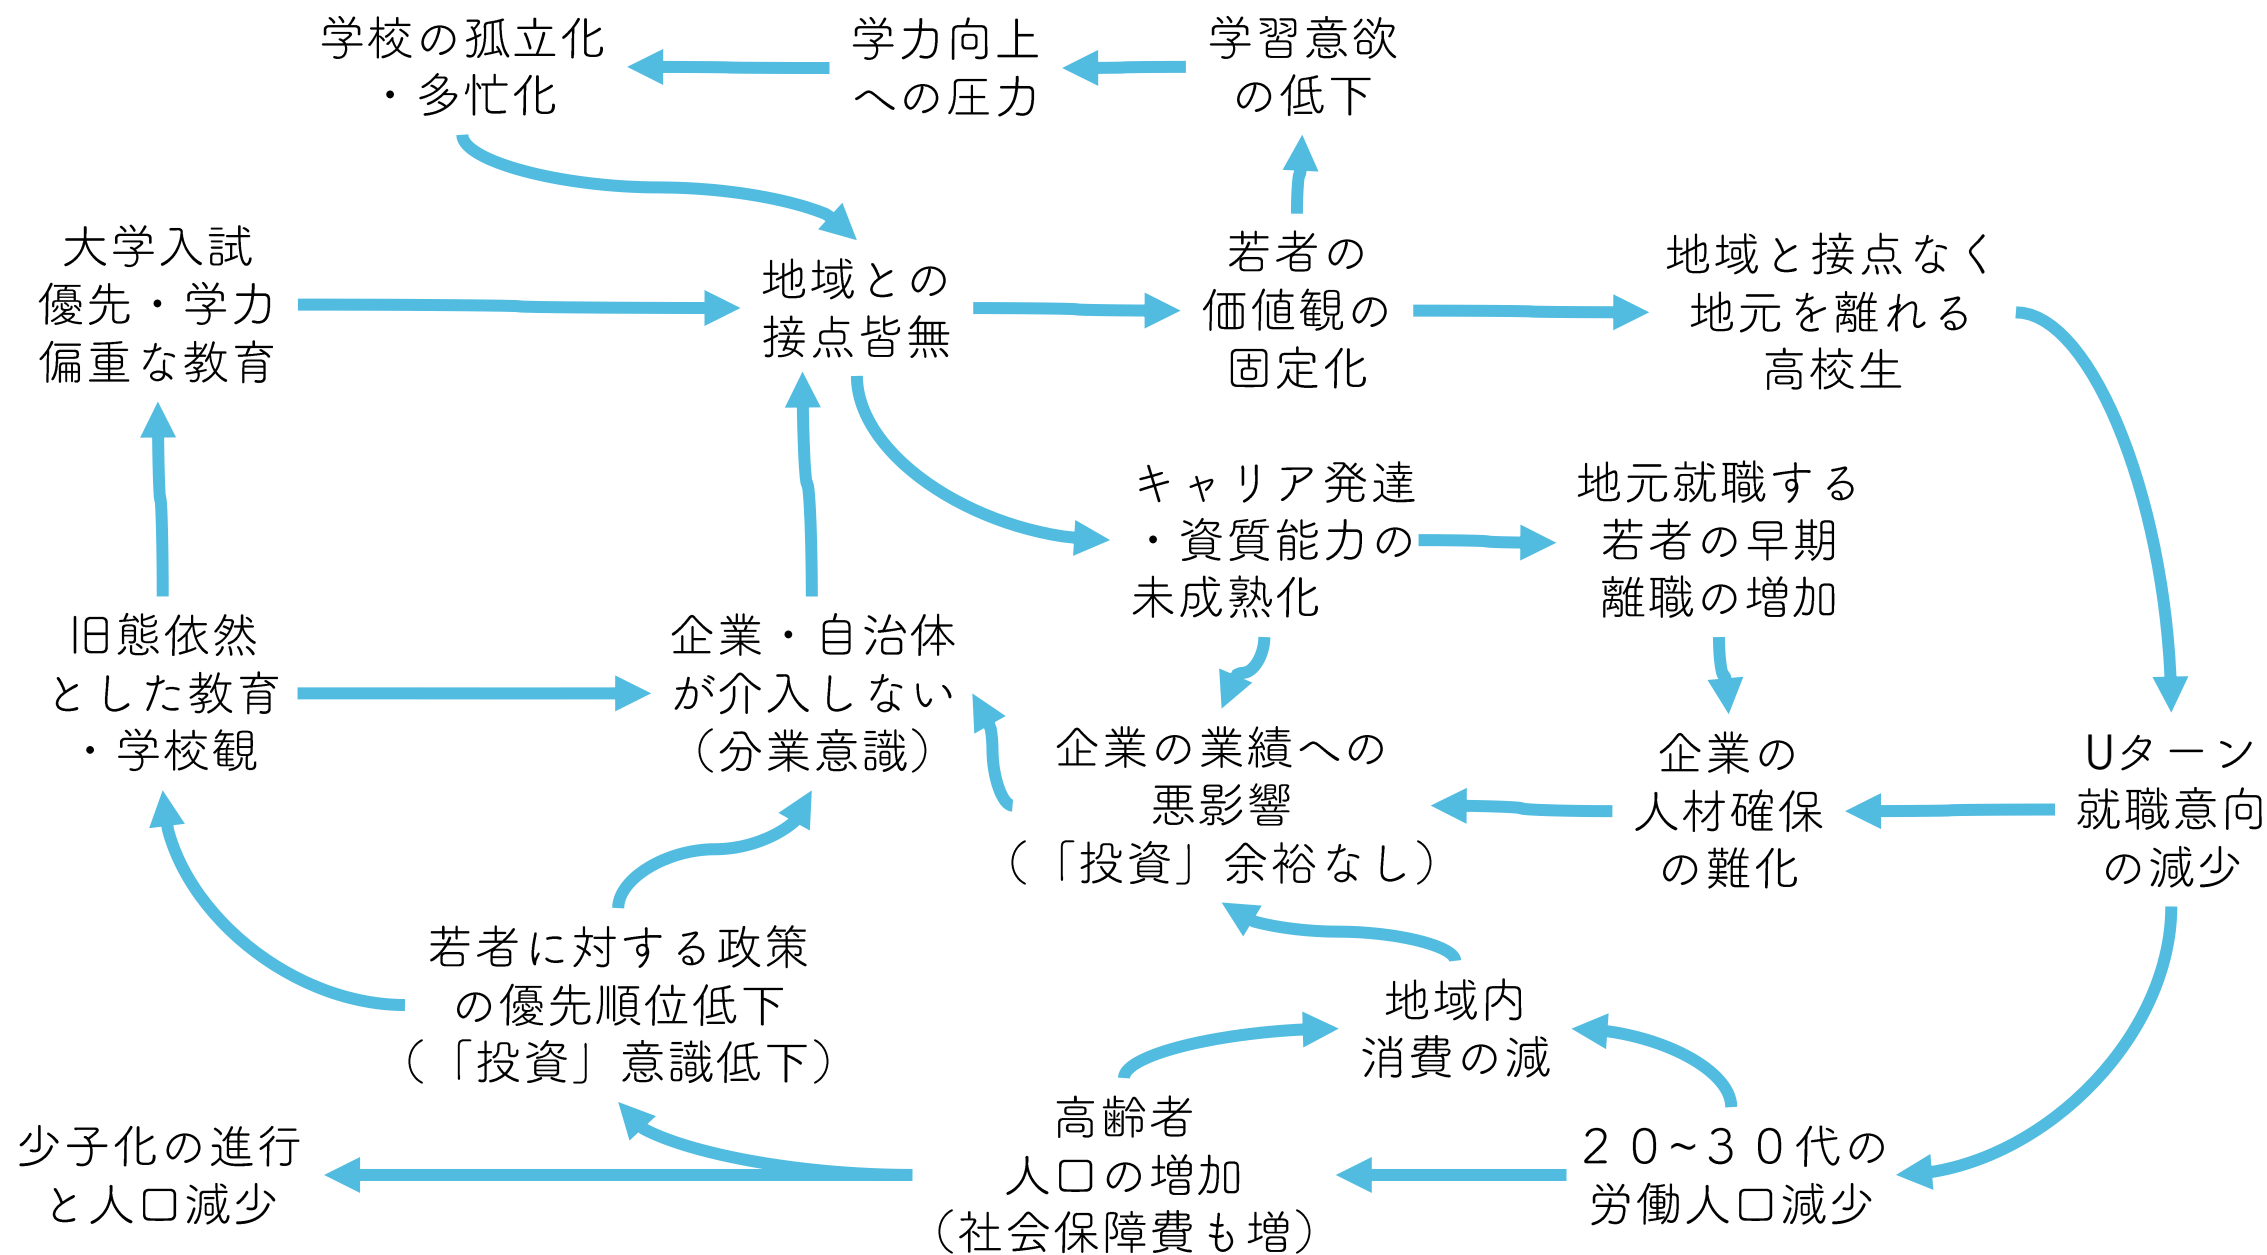 学校の孤立化
・多忙化
学力向上
への圧力
学習意欲
の低下
大学入試
優先・学力
偏重な教育
地域との
接点皆無
若者の
価値観の
固定化
地域と接点なく
地元を離れる
高校生
キャリア発達
・資質能力の
未成熟化
地元就職する
若者の早期
離職の増加
旧態依然
とした教育
・学校観
企業・自治体
が介入しない
（分業意識）
企業の業績への
悪影響
（「投資」余裕なし）
企業の
人材確保
の難化
Uターン
就職意向
の減少
若者に対する政策
の優先順位低下
（「投資」意識低下）
地域内
消費の減
少子化の進行
と人口減少
高齢者
人口の増加
（社会保障費も増）
２０~３０代の
労働人口減少